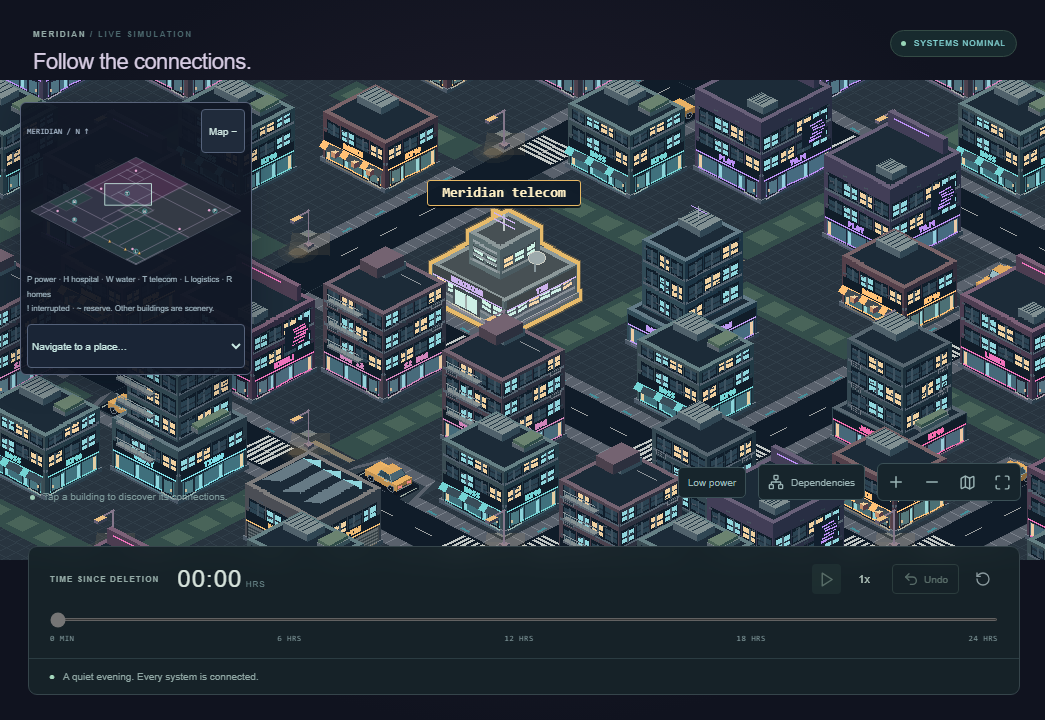 MERIDIAN / LIVE SIMULATION
Follow the connections.
SYSTEMS NOMINAL
MERIDIAN / N ↑
Map −
P power · H hospital · W water · T telecom · L logistics · R
homes
! interrupted · ~ reserve. Other buildings are scenery.
Navigate to a place...
Meridian telecom
Tap a building to discover its connections.
Low power
Dependencies
TIME SINCE DELETION
00:00 HRS
1x
Undo
0 MIN
6 HRS
12 HRS
18 HRS
24 HRS
A quiet evening. Every system is connected.